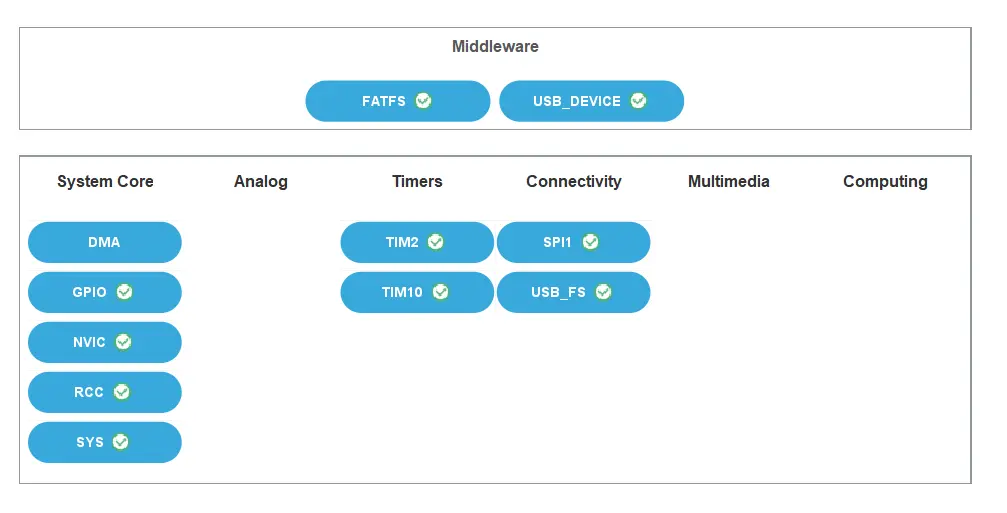 Middleware
FATFS USB_DEVICE
System Core Analog Timers Connectivity Multimedia Computing
DMA TIM2 SPI1
GPIO TIM10 USB_FS
NVIC
RCC
SYS